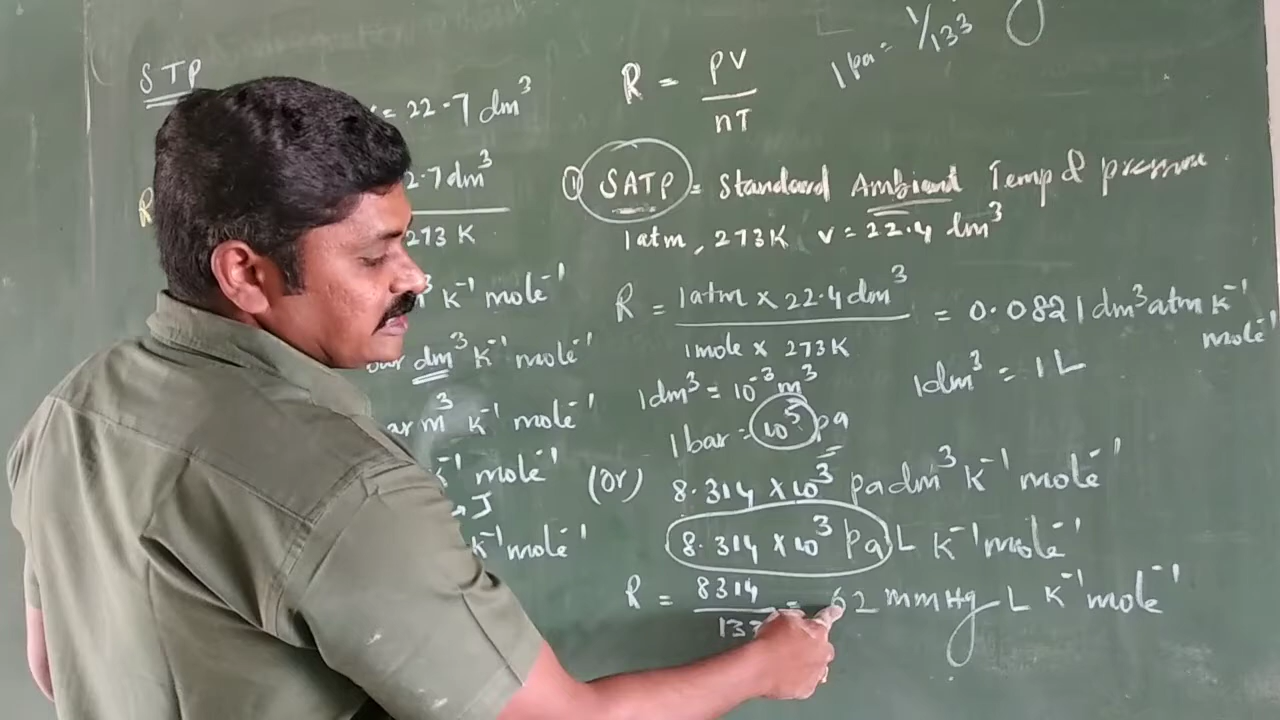 STP
= 22.7 dm³
2.7 dm³
273 K
K⁻¹ mole⁻¹
dm³ K⁻¹ mole⁻¹
m³ K⁻¹ mole⁻¹
K⁻¹ mole⁻¹
J
K⁻¹ mole⁻¹
1 pa = 1/133
R = PV / nT
① SATP = Standard Ambient Temp & pressure
1 atm, 273K V = 22.4 dm³
R = 1 atm × 22.4 dm³ / 1 mole × 273K = 0.0821 dm³ atm K⁻¹ mole⁻¹
1 dm³ = 10⁻³ m³ 1 dm³ = 1 L
1 bar = 10⁵ pa
(or) 8.314 × 10³ pa dm³ K⁻¹ mole⁻¹
8.314 × 10³ Pa L K⁻¹ mole⁻¹
R = 8314 / 133 = 62 mmHg L K⁻¹ mole⁻¹